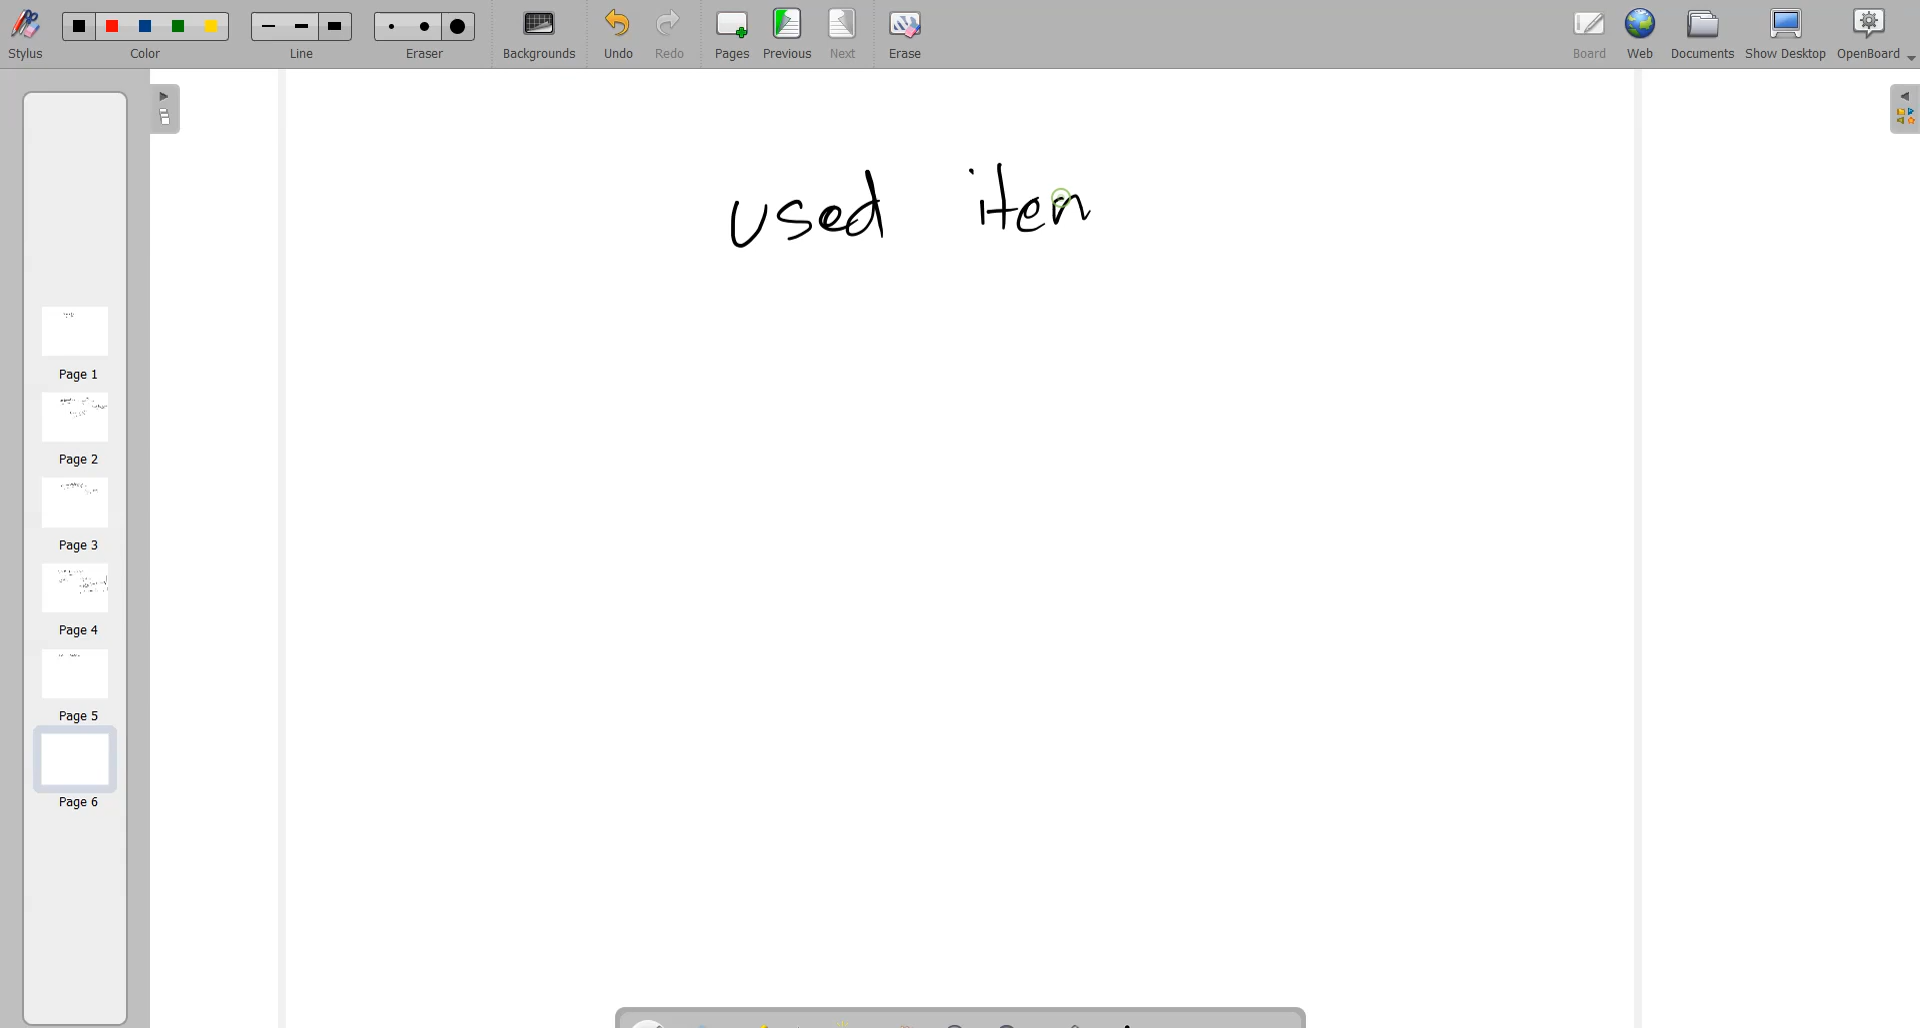 Stylus Color Line Eraser Backgrounds Undo Redo Pages Previous Next Erase Board Web Documents Show Desktop OpenBoard
used iten
Page 1
Page 2
Page 3
Page 4
Page 5
Page 6